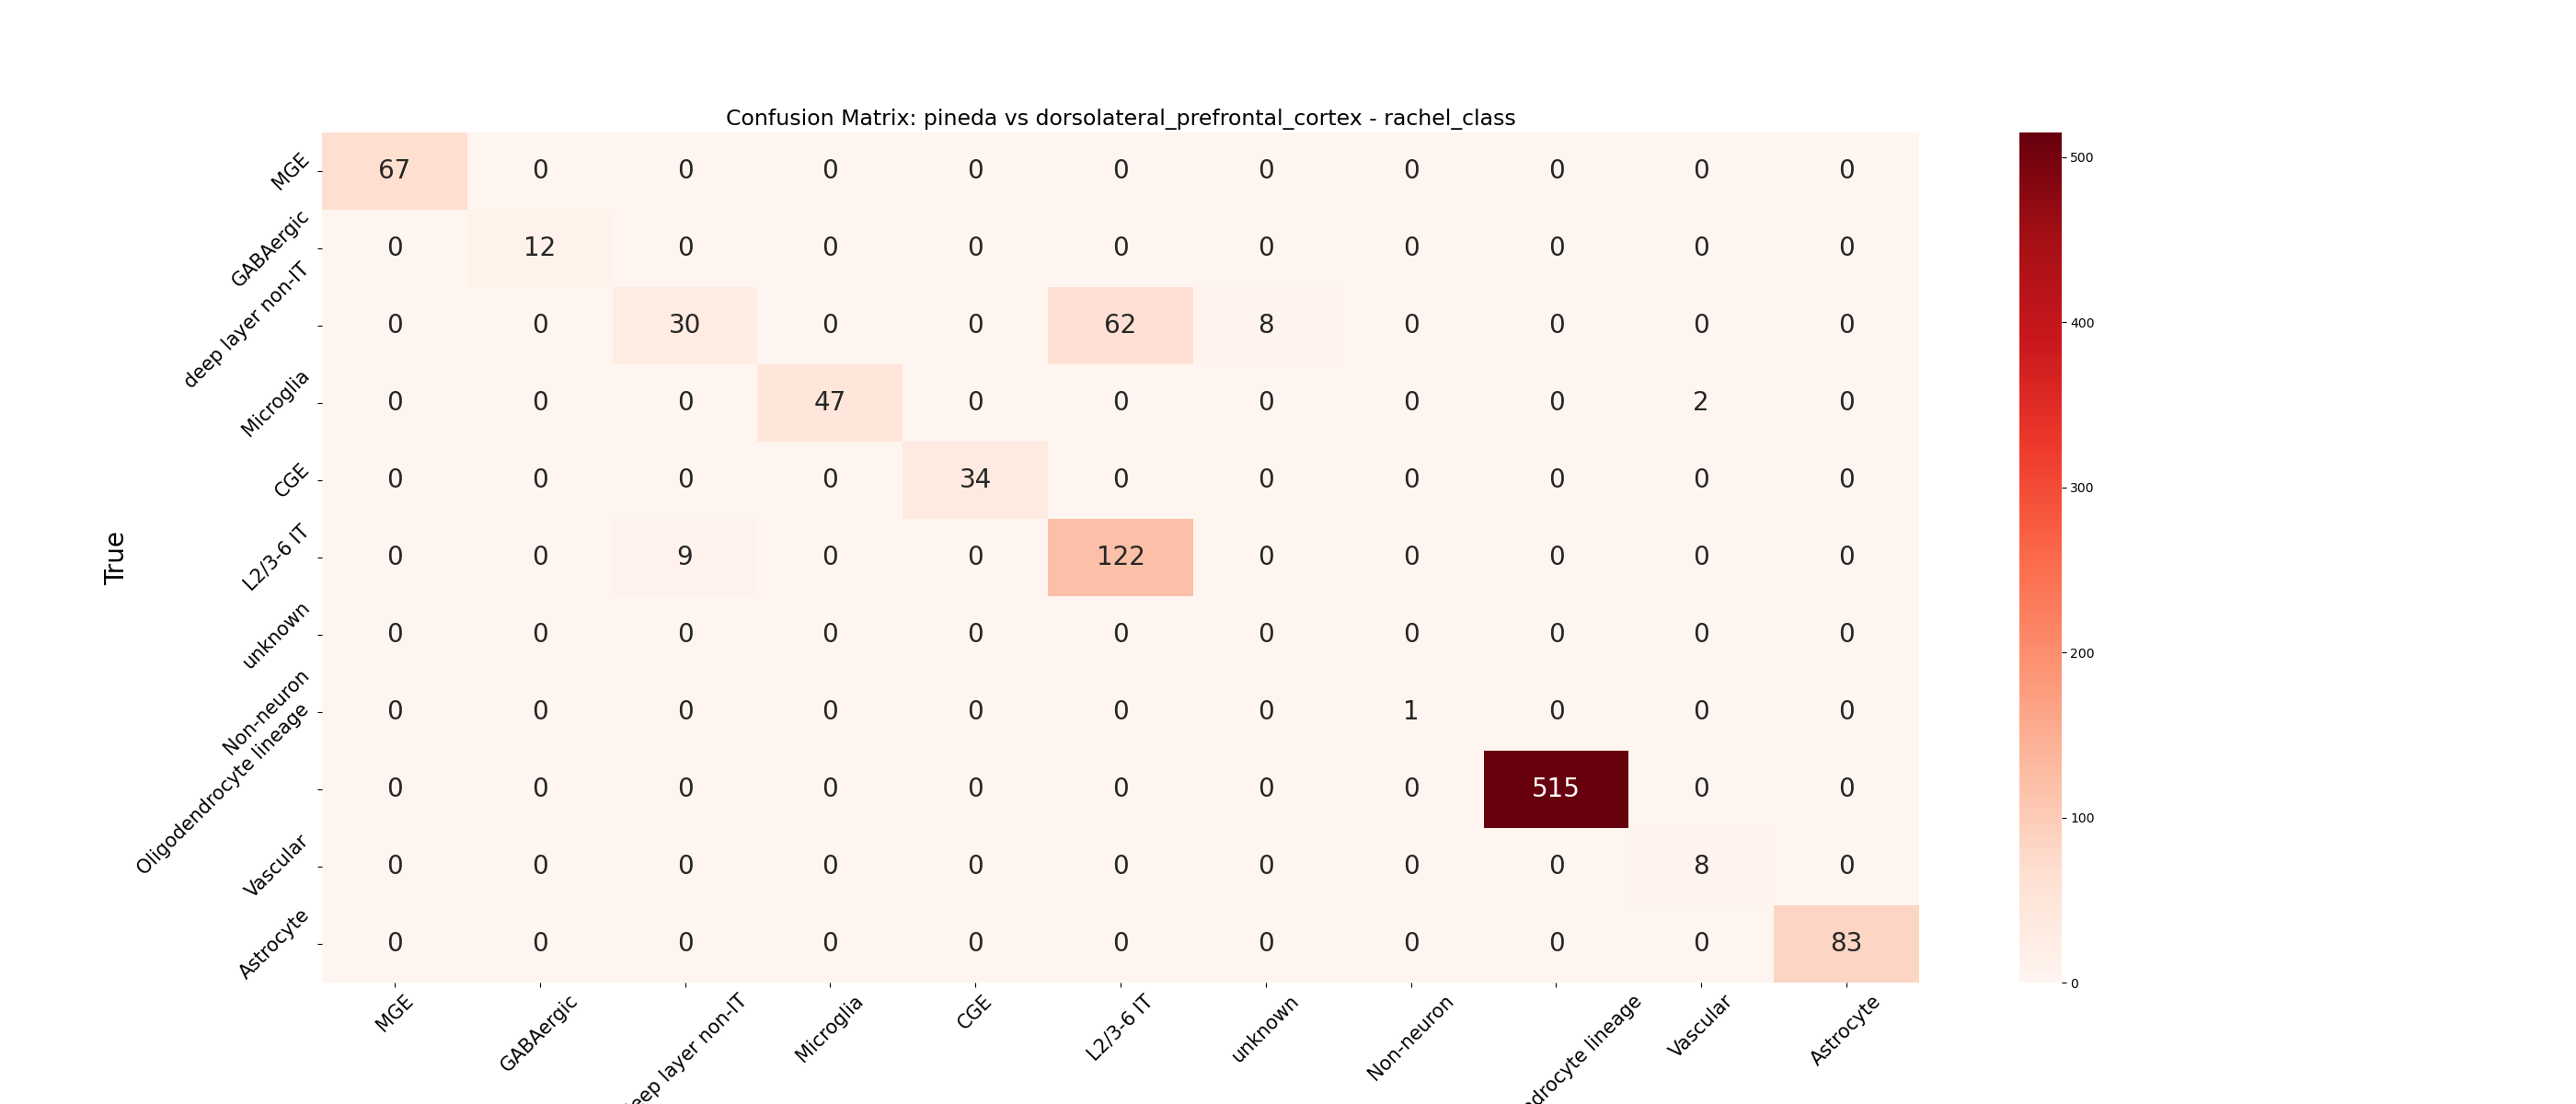 Confusion Matrix: pineda vs dorsolateral_prefrontal_cortex - rachel_class
True
MGE 67 0 0 0 0 0 0 0 0 0 0
GABAergic 0 12 0 0 0 0 0 0 0 0 0
deep layer non-IT 0 0 30 0 0 62 8 0 0 0 0
Microglia 0 0 0 47 0 0 0 0 0 2 0
CGE 0 0 0 0 34 0 0 0 0 0 0
L2/3-6 IT 0 0 9 0 0 122 0 0 0 0 0
unknown 0 0 0 0 0 0 0 0 0 0 0
Non-neuron 0 0 0 0 0 0 0 1 0 0 0
Oligodendrocyte lineage 0 0 0 0 0 0 0 0 515 0 0
Vascular 0 0 0 0 0 0 0 0 0 8 0
Astrocyte 0 0 0 0 0 0 0 0 0 0 83
MGE
GABAergic
layer non-IT
Microglia
CGE
L2/3-6 IT
unknown
Non-neuron
lineage
Vascular
Astrocyte
500
400
300
200
100
0